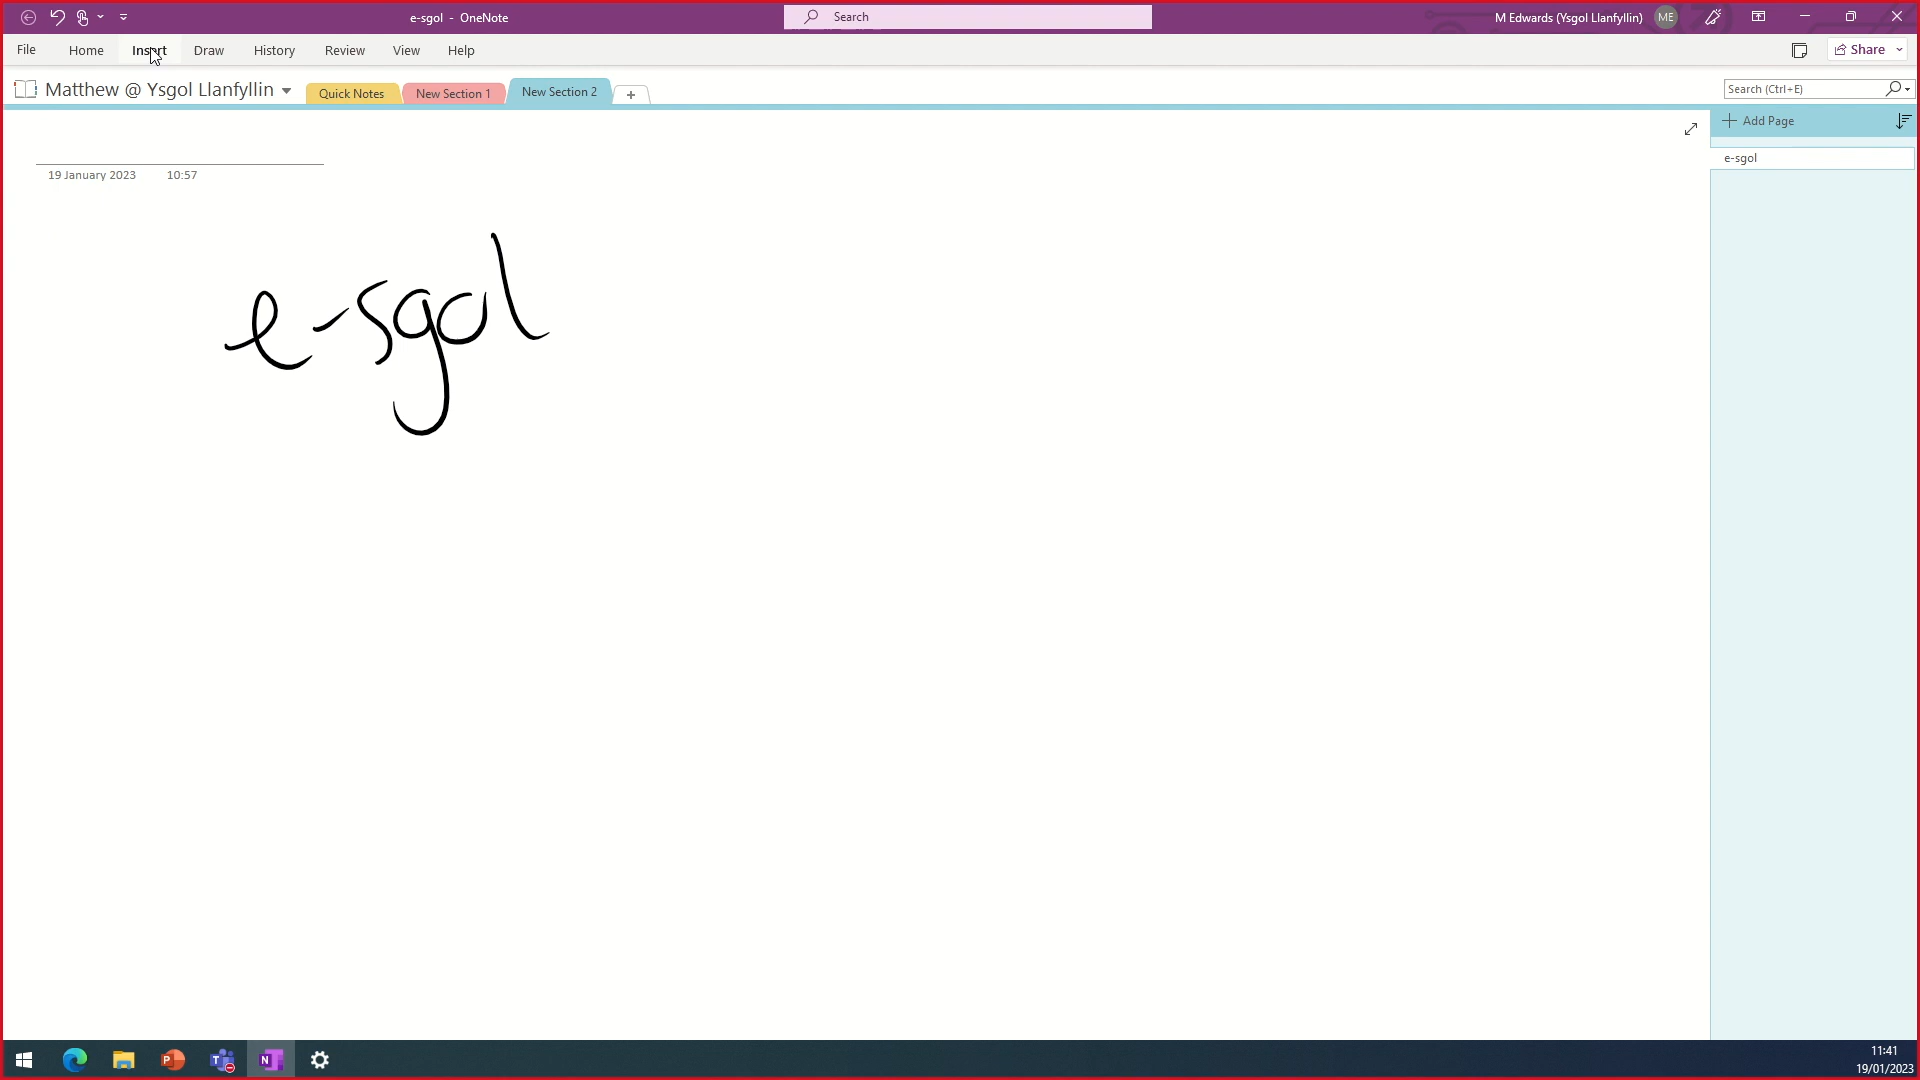 e-sgol - OneNote
Search
M Edwards (Ysgol Llanfyllin) ME
File Home Insert Draw History Review View Help
Share
Matthew @ Ysgol Llanfyllin Quick Notes New Section 1 New Section 2 +
Search (Ctrl+E)
Add Page
e-sgol
19 January 2023 10:57
e-sgol
11:41
19/01/2023